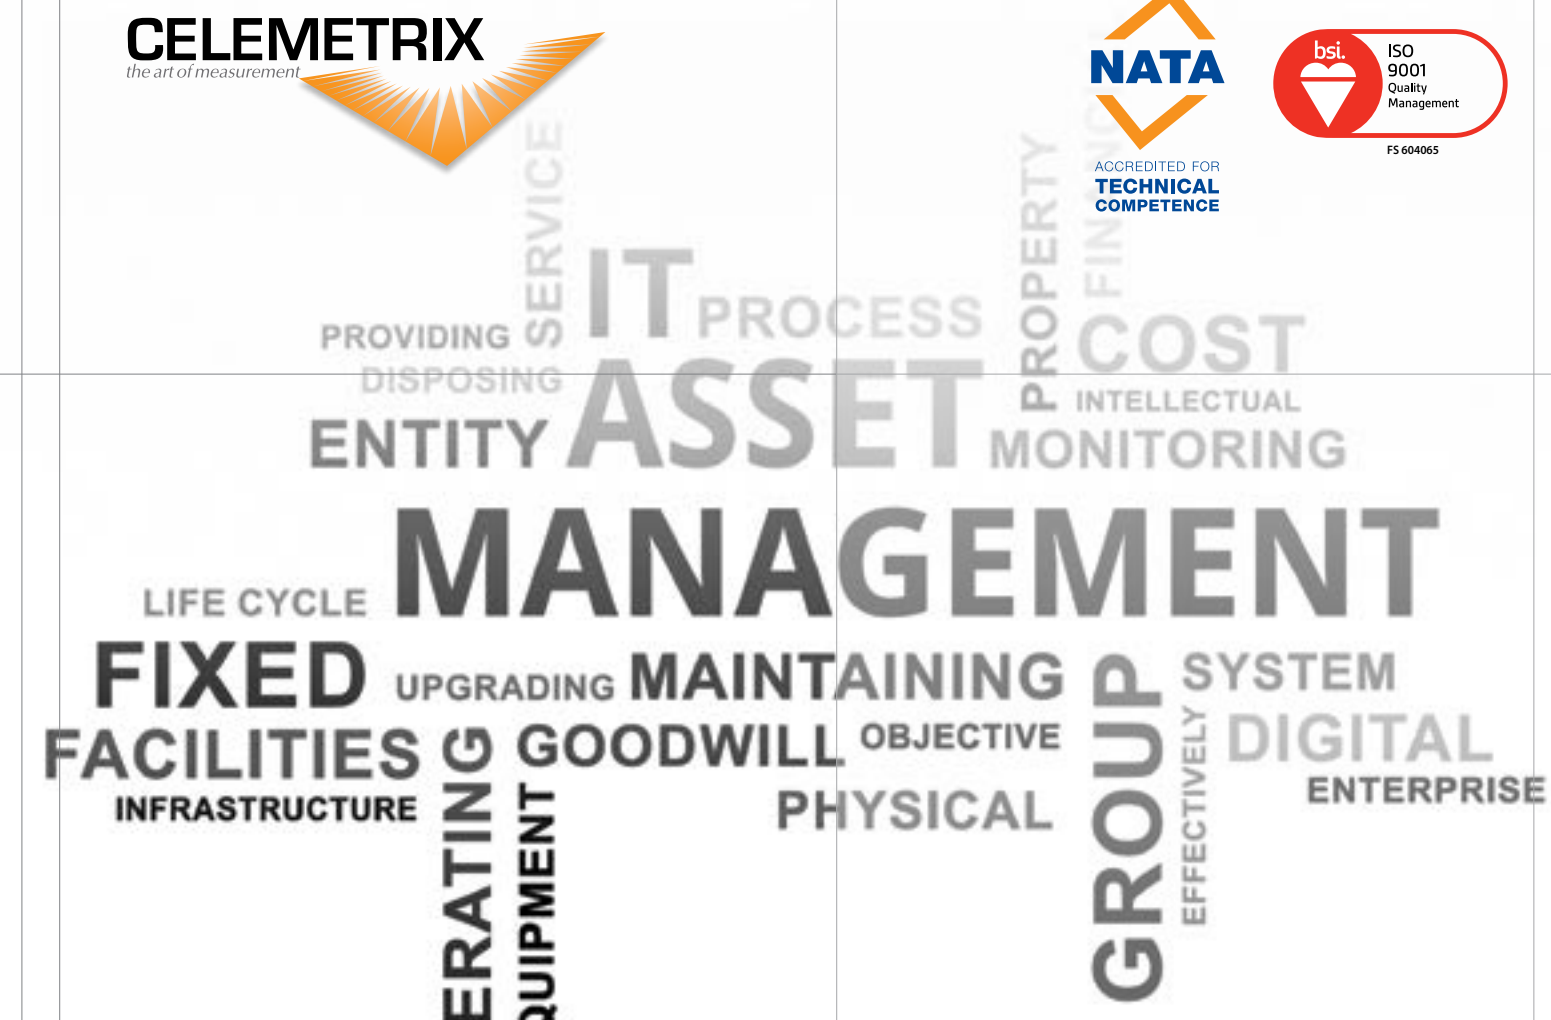 CELEMETRIX
the art of measurement
NATA
ACCREDITED FOR
TECHNICAL
COMPETENCE
bsi.
ISO
9001
Quality
Management
FS 604065
SERVICE
IT
PROCESS
PROPERTY
PROVIDING
COST
DISPOSING
ASSET
INTELLECTUAL
ENTITY
MONITORING
MANAGEMENT
LIFE CYCLE
FIXED
UPGRADING
MAINTAINING
GROUP
SYSTEM
FACILITIES
GOODWILL
OBJECTIVE
EFFECTIVELY
DIGITAL
INFRASTRUCTURE
ERATING
QUIPMENT
PHYSICAL
ENTERPRISE